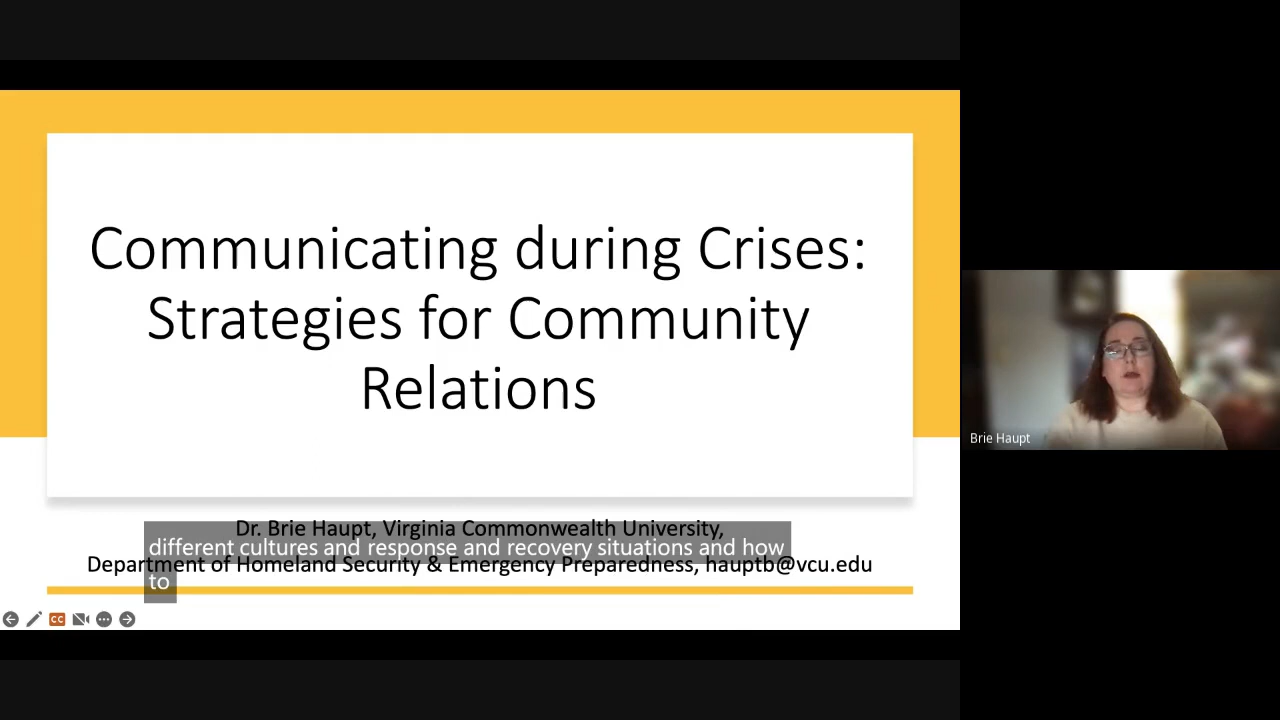 Communicating during Crises:
Strategies for Community
Relations
Dr. Brie Haupt, Virginia Commonwealth University,
different cultures and response and recovery situations and how
Department of Homeland Security & Emergency Preparedness, hauptb@vcu.edu
to
CC
Brie Haupt